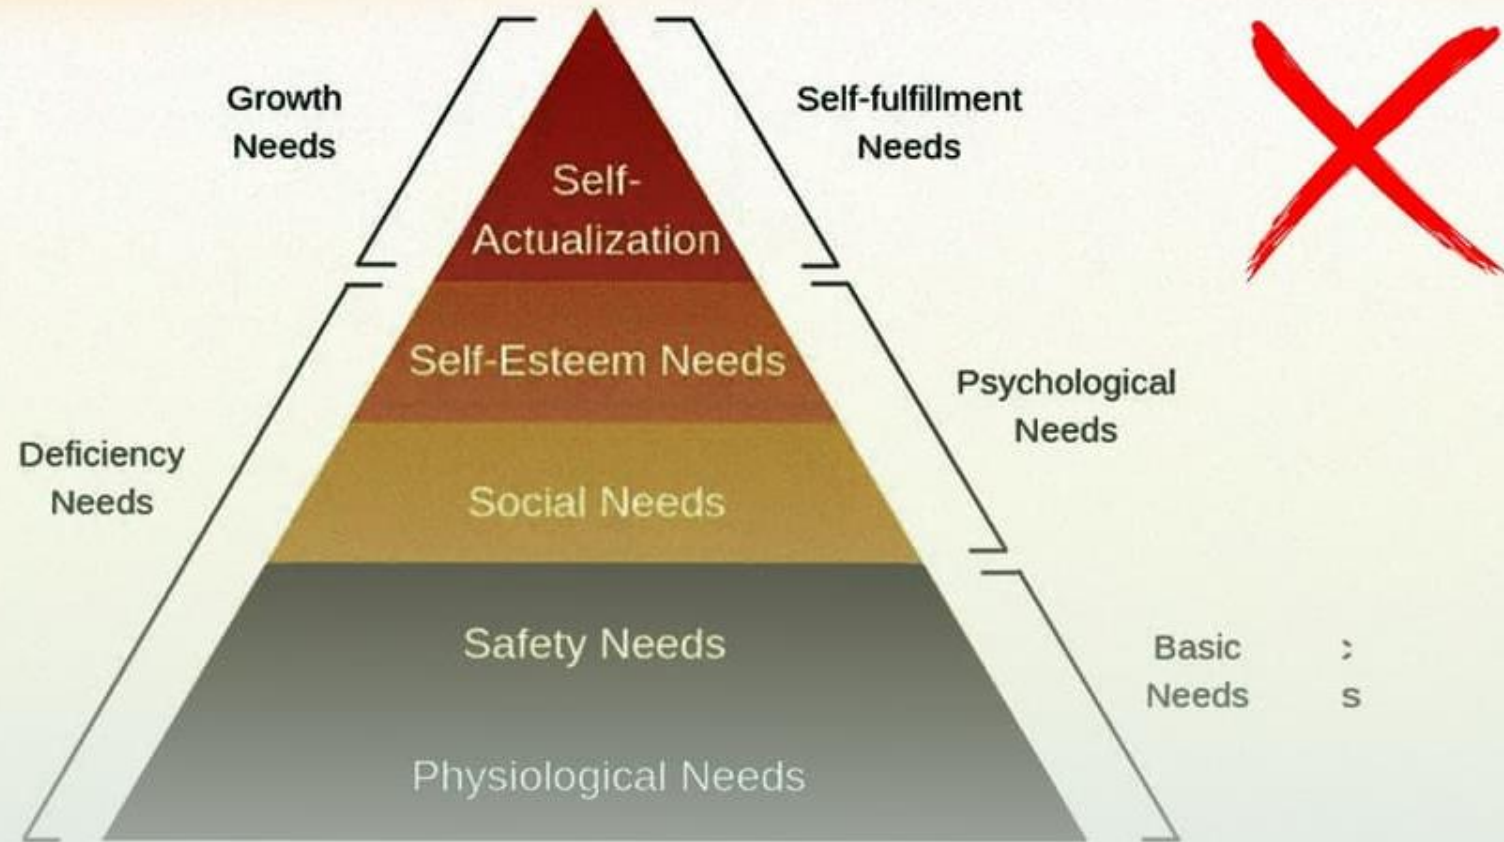 Growth
Needs
Self-fulfillment
Needs
Self-
Actualization
Self-Esteem Needs
Psychological
Needs
Deficiency
Needs
Social Needs
Safety Needs
Basic
Needs
s
Physiological Needs